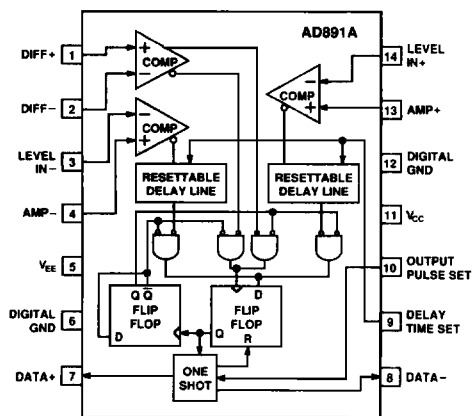 AD891A
DIFF+ 1
DIFF- 2
LEVEL IN- 3
AMP- 4
VEE 5
DIGITAL GND 6
DATA+ 7
14 LEVEL IN+
13 AMP+
12 DIGITAL GND
11 VCC
10 OUTPUT PULSE SET
9 DELAY TIME SET
8 DATA-
+
-
COMP
-
+
COMP
-
+
COMP
RESETTABLE
DELAY LINE
RESETTABLE
DELAY LINE
Q Q̅
FLIP
FLOP
D
D
FLIP
FLOP
Q
R
ONE
SHOT